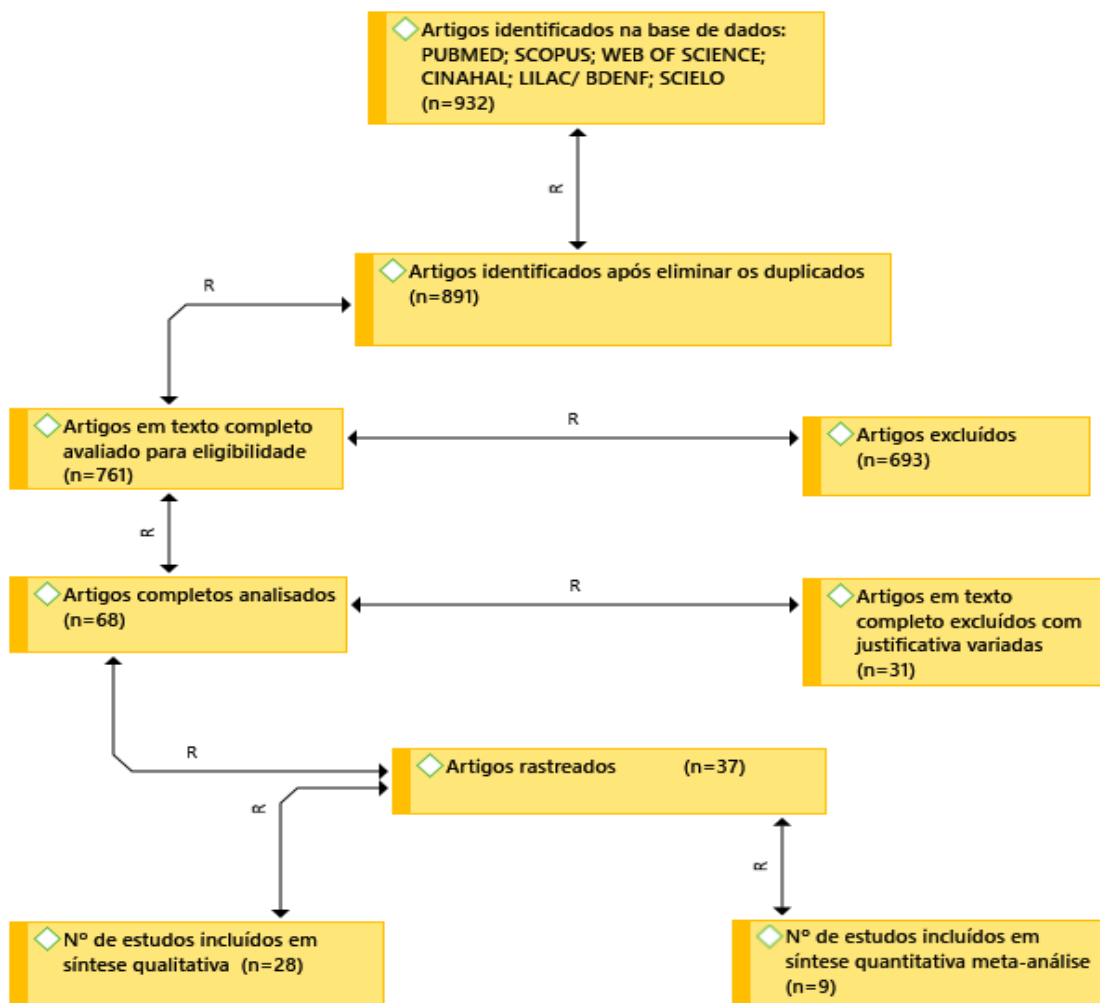 Artigos identificados na base de dados:
PUBMED; SCOPUS; WEB OF SCIENCE;
CINAHAL; LILAC/ BDENF; SCIELO
(n=932)
R
Artigos identificados após eliminar os duplicados
(n=891)
R
Artigos em texto completo
avaliado para eligibilidade
(n=761)
R
Artigos excluídos
(n=693)
R
Artigos completos analisados
(n=68)
R
Artigos em texto
completo excluídos com
justificativa variadas
(n=31)
R
Artigos rastreados (n=37)
R
R
Nº de estudos incluídos em
síntese qualitativa (n=28)
Nº de estudos incluídos em
síntese quantitativa meta-análise
(n=9)